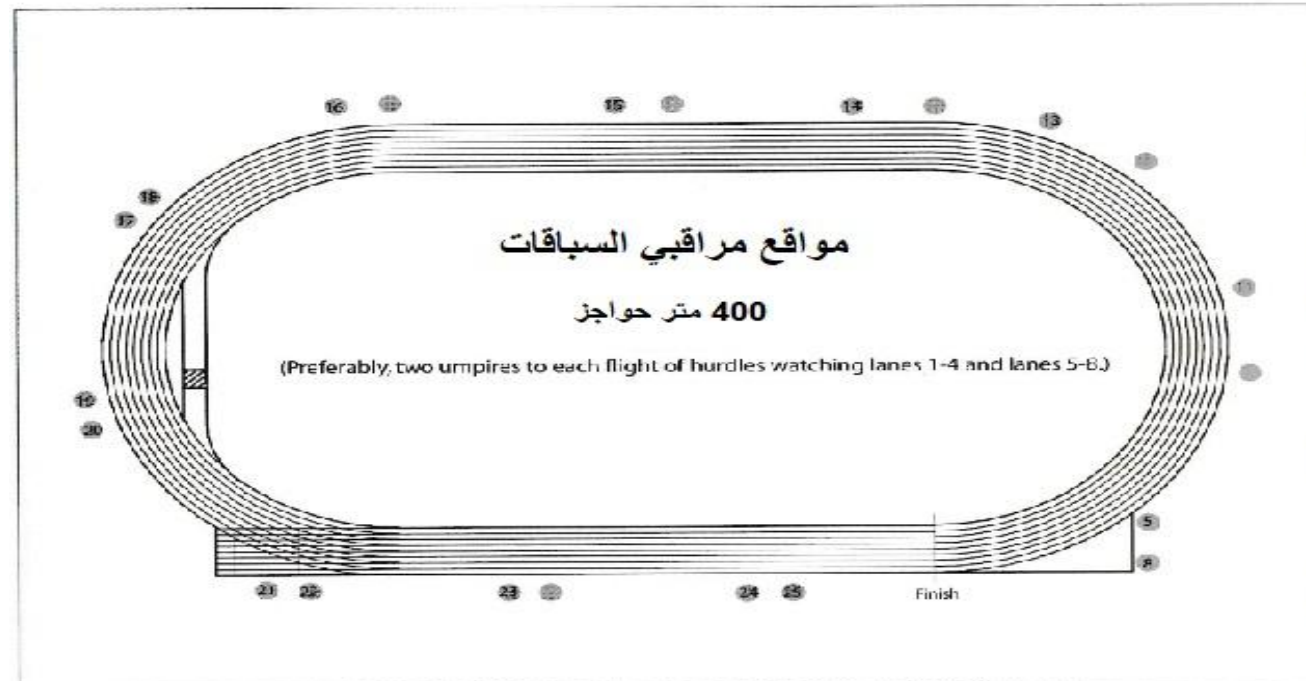 16 15 14
13
18
17
مواقع مراقبي السباقات
400 متر حواجز
(Preferably, two umpires to each flight of hurdles watching lanes 1-4 and lanes 5-8.)
19
20
5
8
21 22 23 24 25
Finish